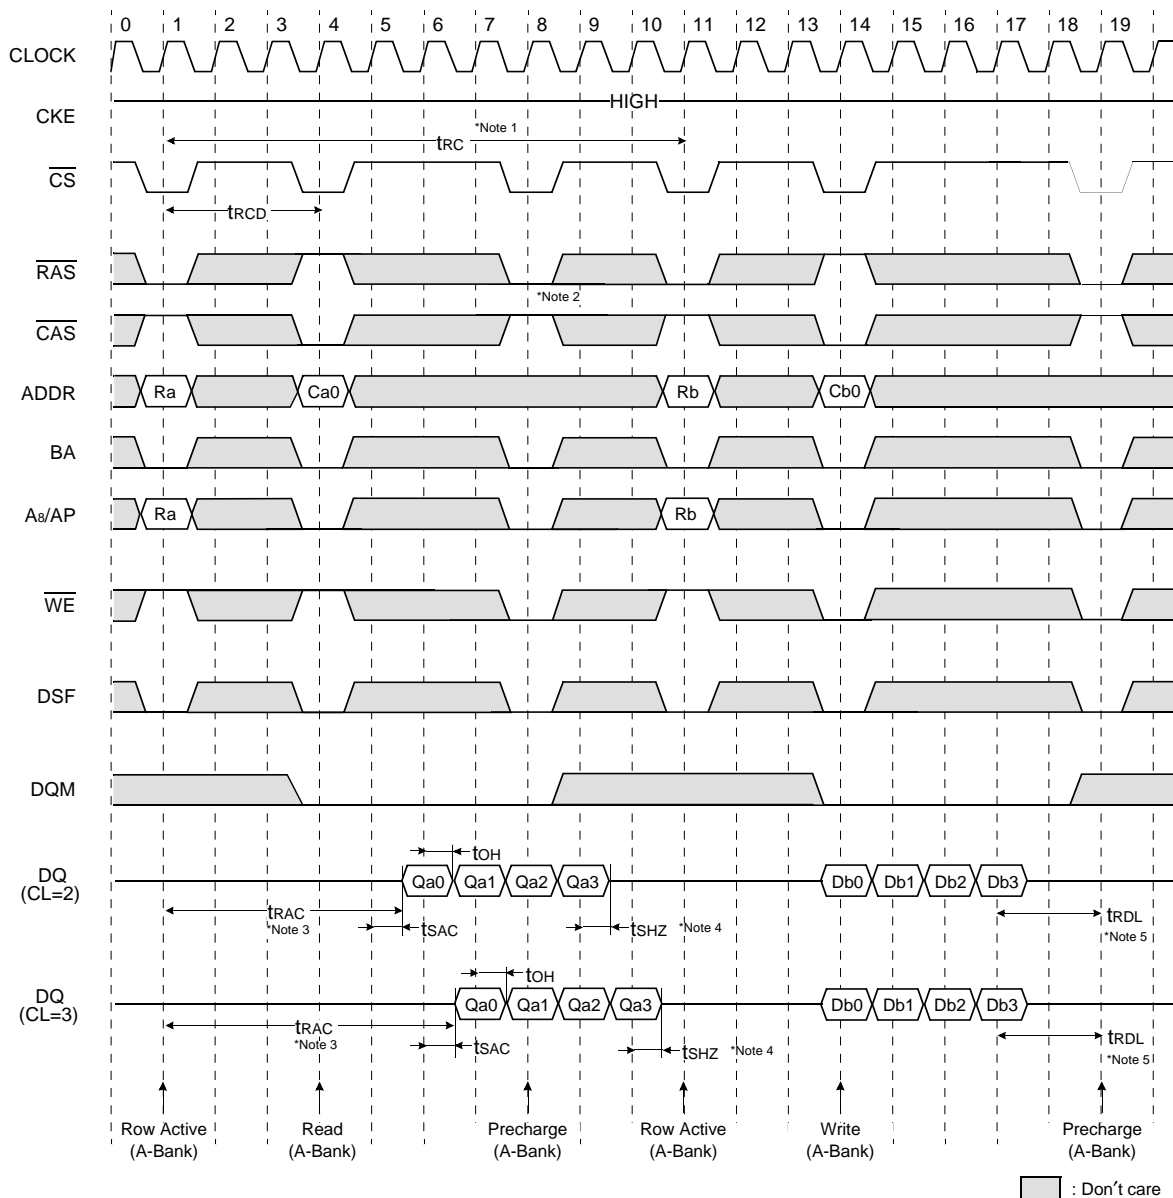 0 1 2 3 4 5 6 7 8 9 10 11 12 13 14 15 16 17 18 19
CLOCK
CKE
HIGH
*Note 1
tRC
CS
tRCD
RAS
*Note 2
CAS
ADDR Ra Ca0 Rb Cb0
BA
A8/AP Ra Rb
WE
DSF
DQM
tOH
DQ
(CL=2)
Qa0 Qa1 Qa2 Qa3 Db0 Db1 Db2 Db3
tRAC
*Note 3
tSAC
tSHZ *Note 4
tRDL
*Note 5
tOH
DQ
(CL=3)
Qa0 Qa1 Qa2 Qa3 Db0 Db1 Db2 Db3
tRAC
*Note 3
tSAC
tSHZ *Note 4
tRDL
*Note 5
Row Active
(A-Bank)
Read
(A-Bank)
Precharge
(A-Bank)
Row Active
(A-Bank)
Write
(A-Bank)
Precharge
(A-Bank)
: Don't care